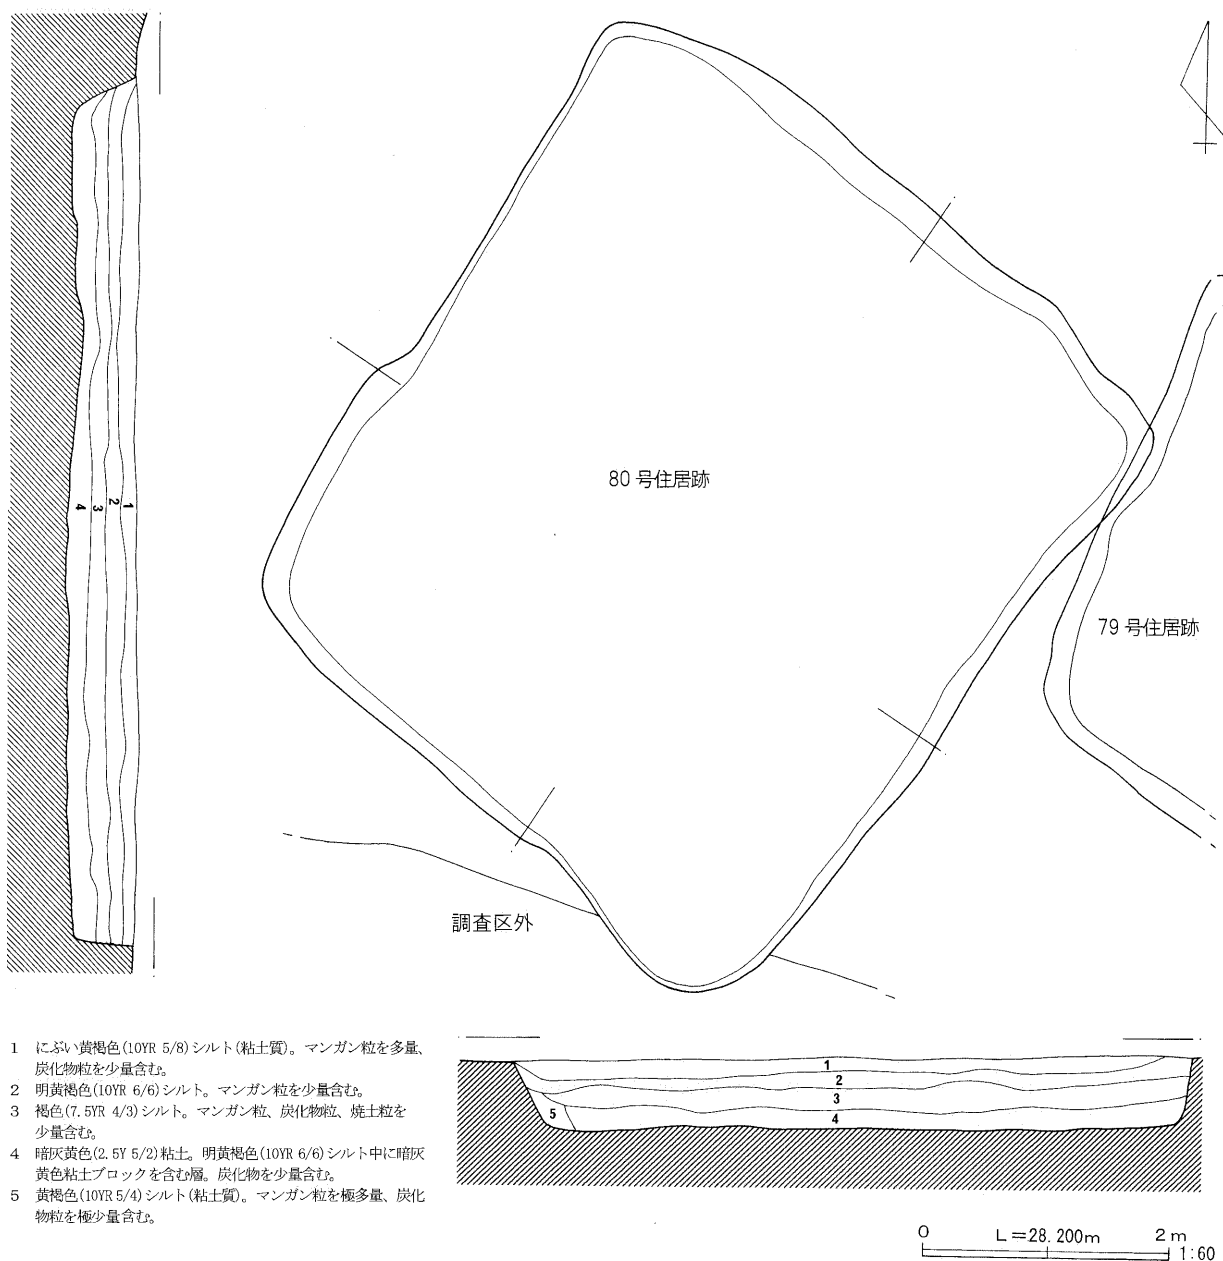 80 号住居跡
79 号住居跡
調査区外
4 3 2 1
1 にぶい黄褐色(10YR 5/8)シルト(粘土質)。マンガン粒を多量、
炭化物粒を少量含む。
2 明黄褐色(10YR 6/6)シルト。マンガン粒を少量含む。
3 褐色(7.5YR 4/3)シルト。マンガン粒、炭化物粒、焼土粒を
少量含む。
4 暗灰黄色(2.5Y 5/2)粘土。明黄褐色(10YR 6/6)シルト中に暗灰
黄色粘土ブロックを含む層。炭化物を少量含む。
5 黄褐色(10YR 5/4)シルト(粘土質)。マンガン粒を極多量、炭化
物粒を極少量含む。
1
2
3
4
5
0 L=28.200m 2m
1:60